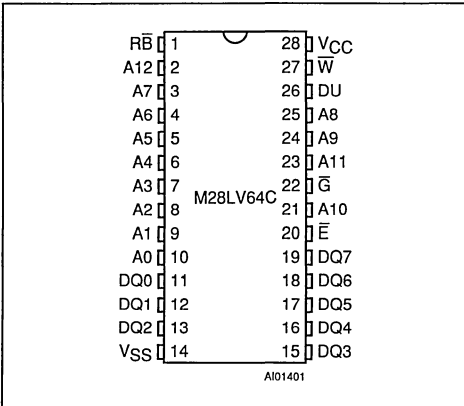 RB̅ 1 28 VCC
A12 2 27 W̅
A7 3 26 DU
A6 4 25 A8
A5 5 24 A9
A4 6 23 A11
A3 7 22 G̅
M28LV64C
A2 8 21 A10
A1 9 20 E̅
A0 10 19 DQ7
DQ0 11 18 DQ6
DQ1 12 17 DQ5
DQ2 13 16 DQ4
VSS 14 15 DQ3
AI01401